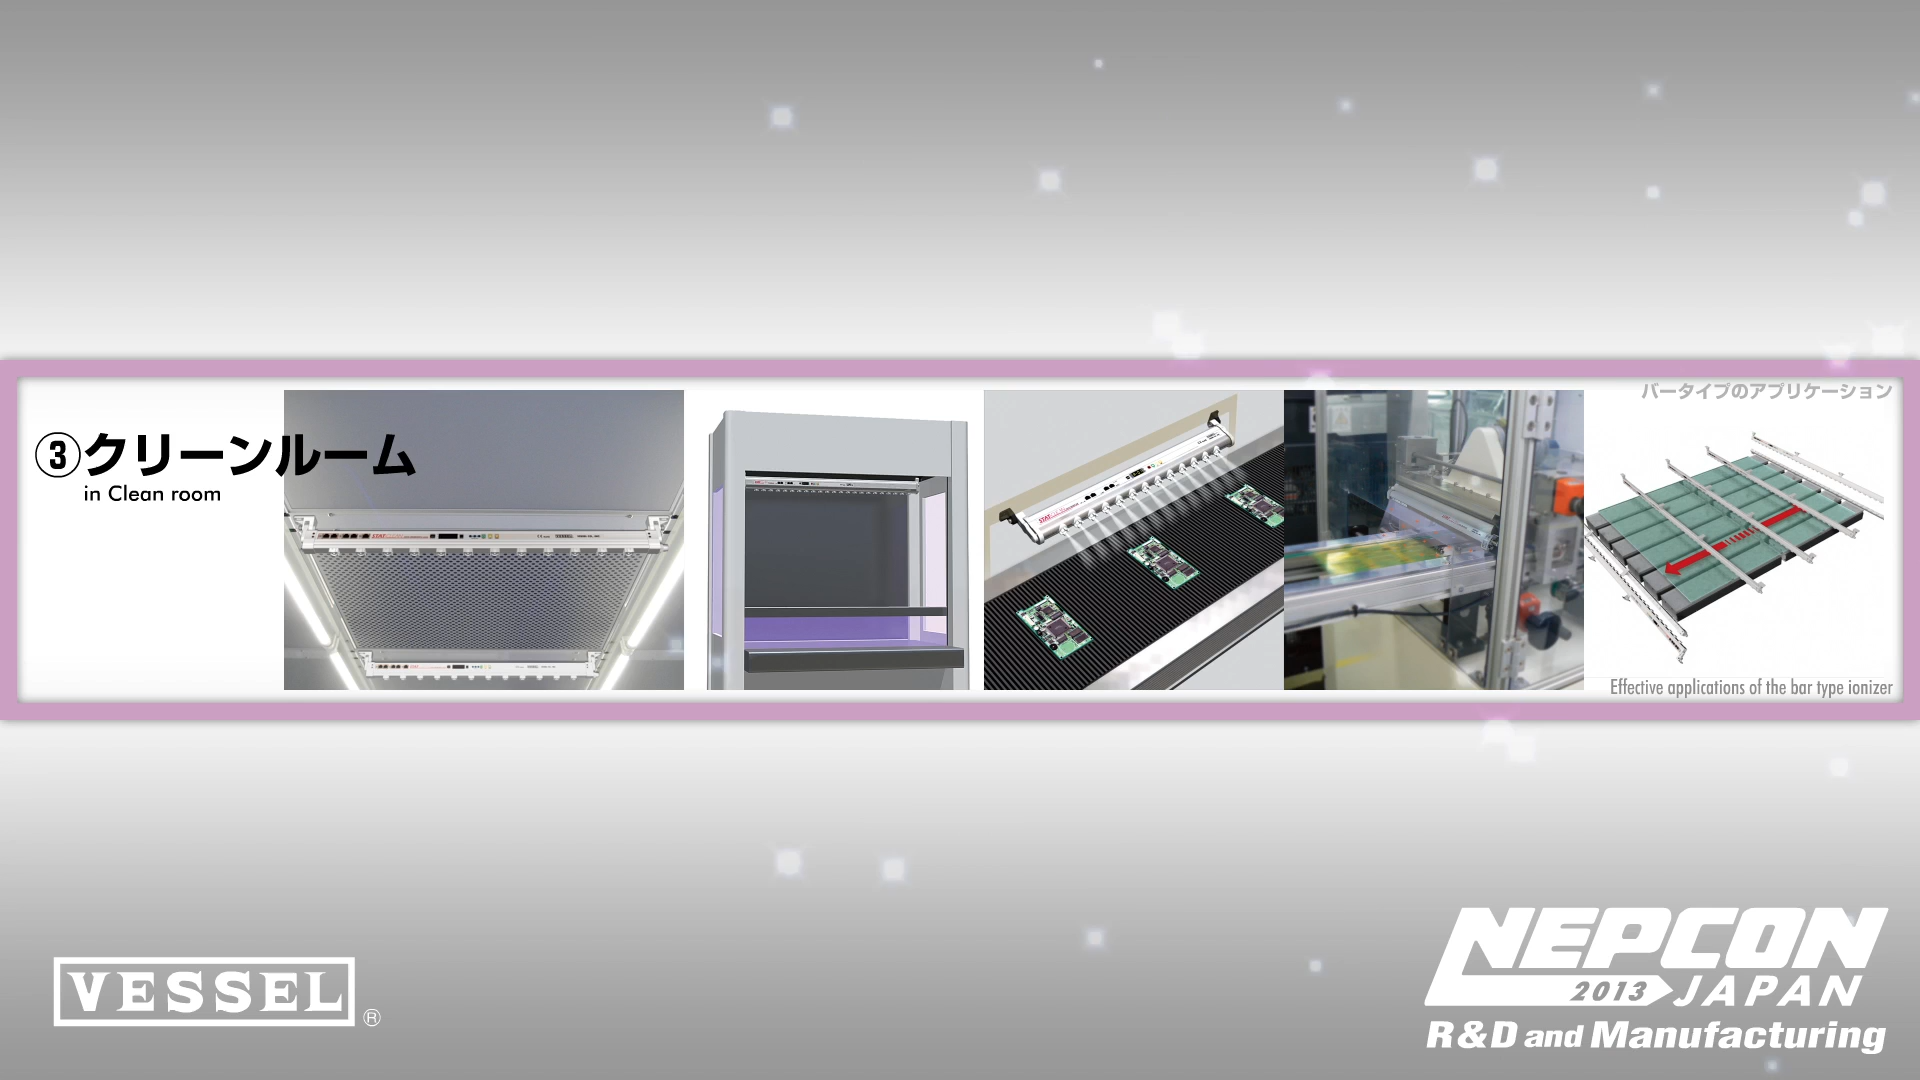 バータイプのアプリケーション
③クリーンルーム
in Clean room
Effective applications of the bar type ionizer
VESSEL®
NEPCON
2013 JAPAN
R&D and Manufacturing